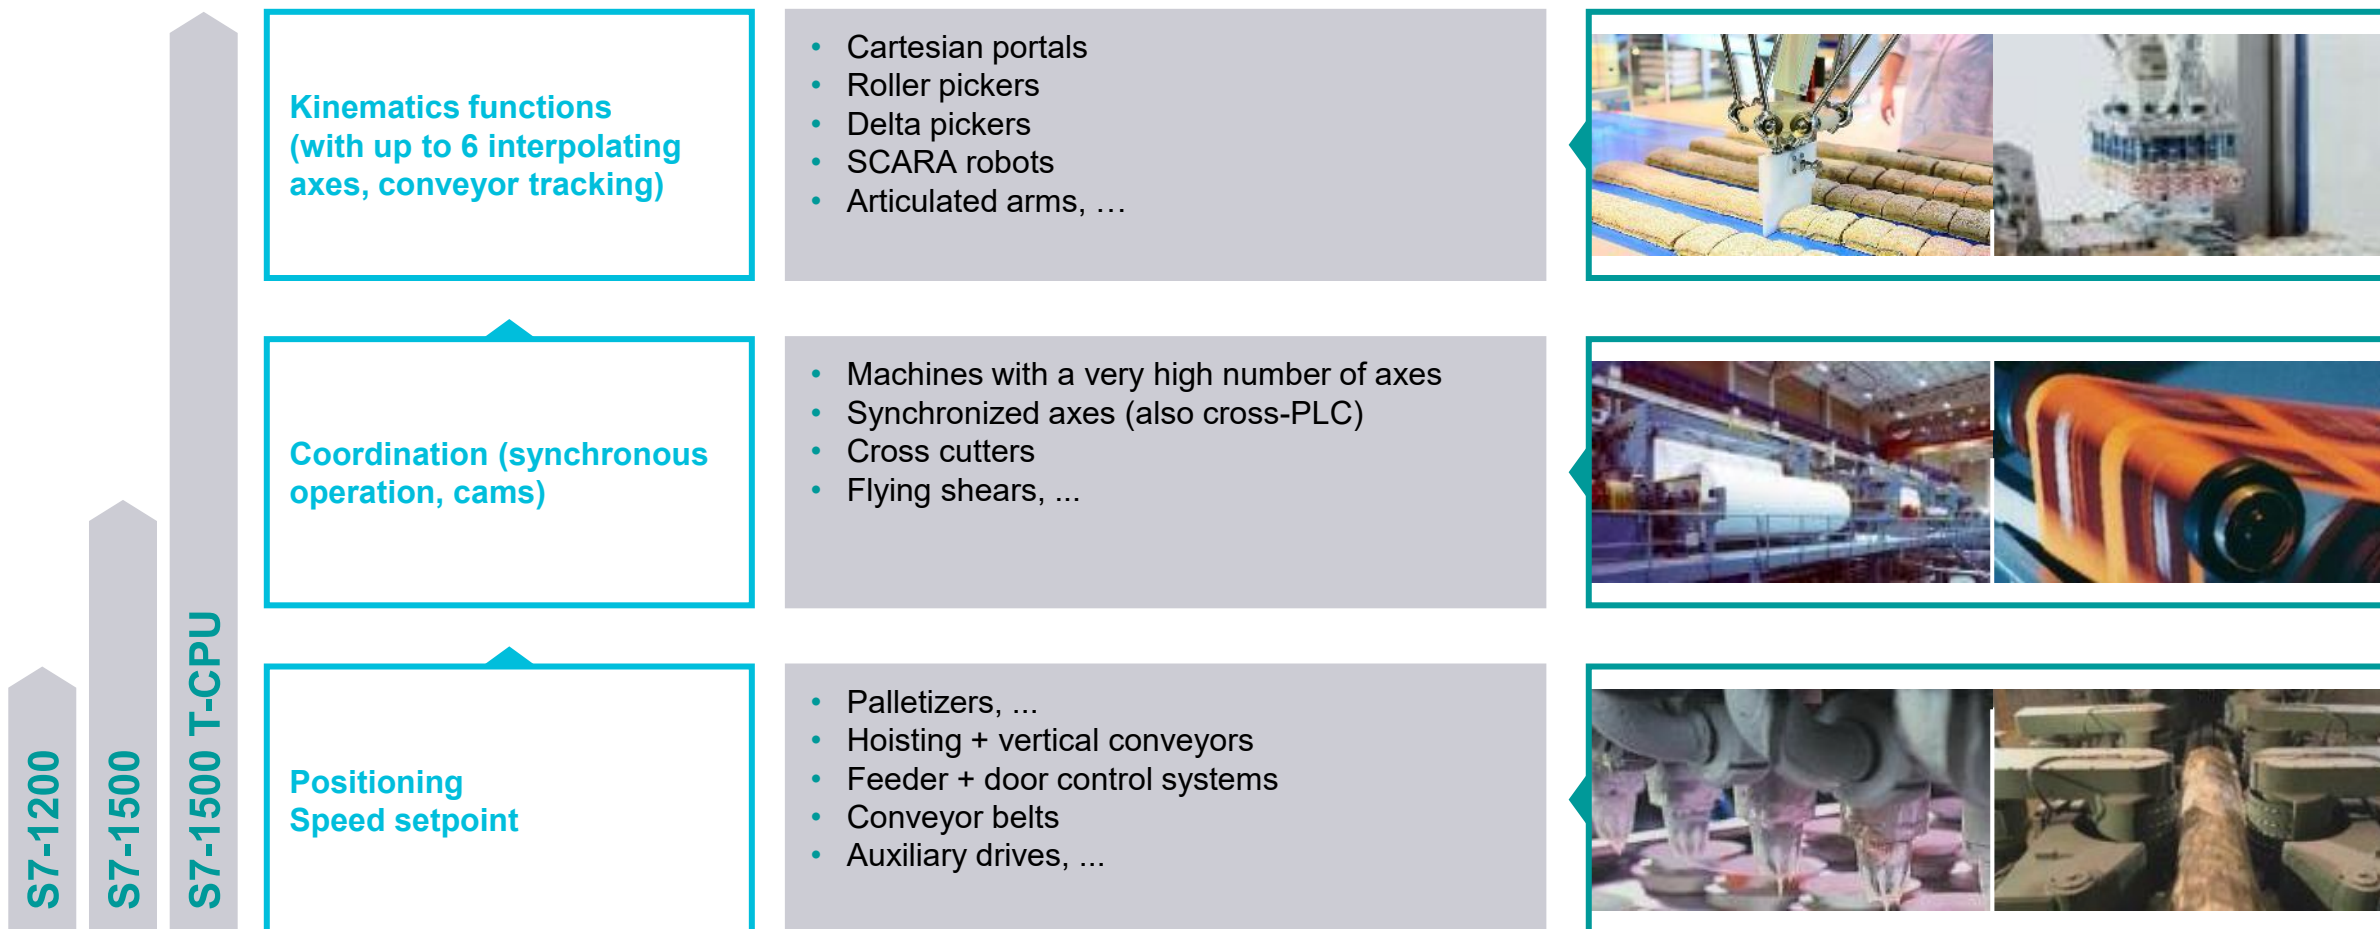 Kinematics functions
(with up to 6 interpolating
axes, conveyor tracking)
• Cartesian portals
• Roller pickers
• Delta pickers
• SCARA robots
• Articulated arms, …
Coordination (synchronous
operation, cams)
• Machines with a very high number of axes
• Synchronized axes (also cross-PLC)
• Cross cutters
• Flying shears, ...
Positioning
Speed setpoint
• Palletizers, ...
• Hoisting + vertical conveyors
• Feeder + door control systems
• Conveyor belts
• Auxiliary drives, ...
S7-1200
S7-1500
S7-1500 T-CPU